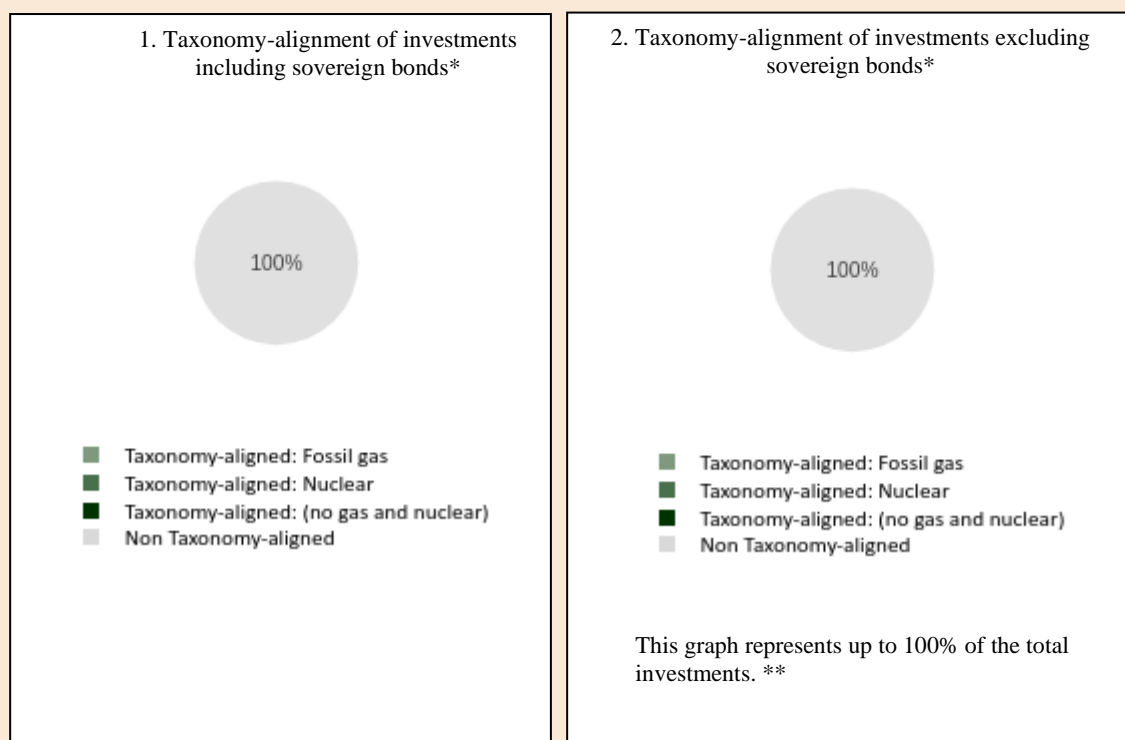 1. Taxonomy-alignment of investments
including sovereign bonds*
100%
Taxonomy-aligned: Fossil gas
Taxonomy-aligned: Nuclear
Taxonomy-aligned: (no gas and nuclear)
Non Taxonomy-aligned
2. Taxonomy-alignment of investments excluding
sovereign bonds*
100%
Taxonomy-aligned: Fossil gas
Taxonomy-aligned: Nuclear
Taxonomy-aligned: (no gas and nuclear)
Non Taxonomy-aligned
This graph represents up to 100% of the total
investments. **